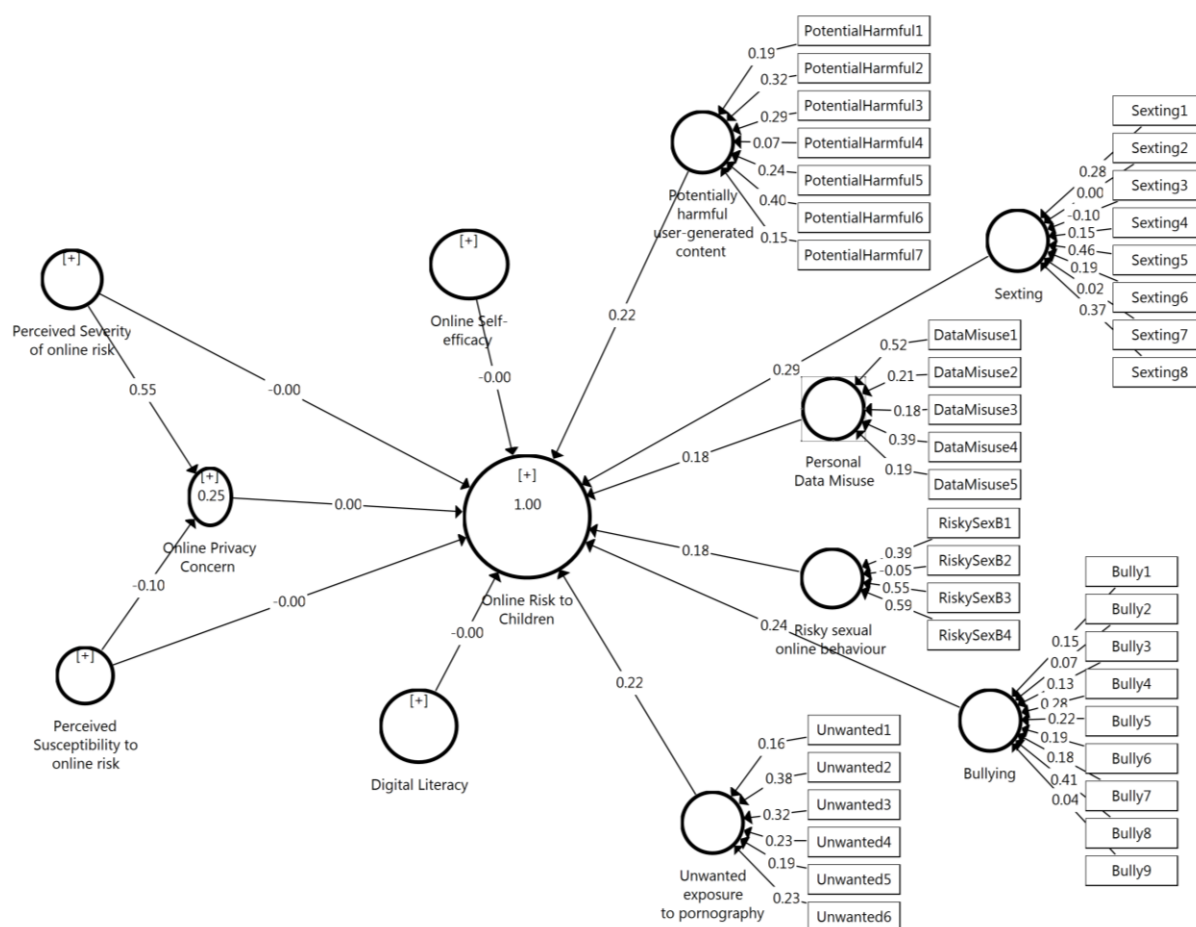 PotentialHarmful1
PotentialHarmful2
PotentialHarmful3
PotentialHarmful4
PotentialHarmful5
PotentialHarmful6
PotentialHarmful7
0.19
0.32
0.29
0.07
0.24
0.40
0.15
Potentially
harmful
user-generated
content
0.22
Sexting1
Sexting2
Sexting3
Sexting4
Sexting5
Sexting6
Sexting7
Sexting8
0.28
0.00
-0.10
0.15
0.46
0.19
0.02
0.37
Sexting
0.29
[+]
Perceived Severity
of online risk
0.55
-0.00
[+]
Online Self-
efficacy
-0.00
DataMisuse1
DataMisuse2
DataMisuse3
DataMisuse4
DataMisuse5
0.52
0.21
0.18
0.39
0.19
Personal
Data Misuse
0.18
[+]
0.25
Online Privacy
Concern
0.00
-0.10
[+]
1.00
Online Risk to
Children
RiskySexB1
RiskySexB2
RiskySexB3
RiskySexB4
0.39
-0.05
0.55
0.59
Risky sexual
online behaviour
0.18
[+]
Perceived
Susceptibility to
online risk
-0.00
[+]
Digital Literacy
-0.00
Bully1
Bully2
Bully3
Bully4
Bully5
Bully6
Bully7
Bully8
Bully9
0.15
0.07
0.13
0.28
0.22
0.19
0.18
0.41
0.04
Bullying
0.24
Unwanted1
Unwanted2
Unwanted3
Unwanted4
Unwanted5
Unwanted6
0.16
0.38
0.32
0.23
0.19
0.23
Unwanted
exposure
to pornography
0.22